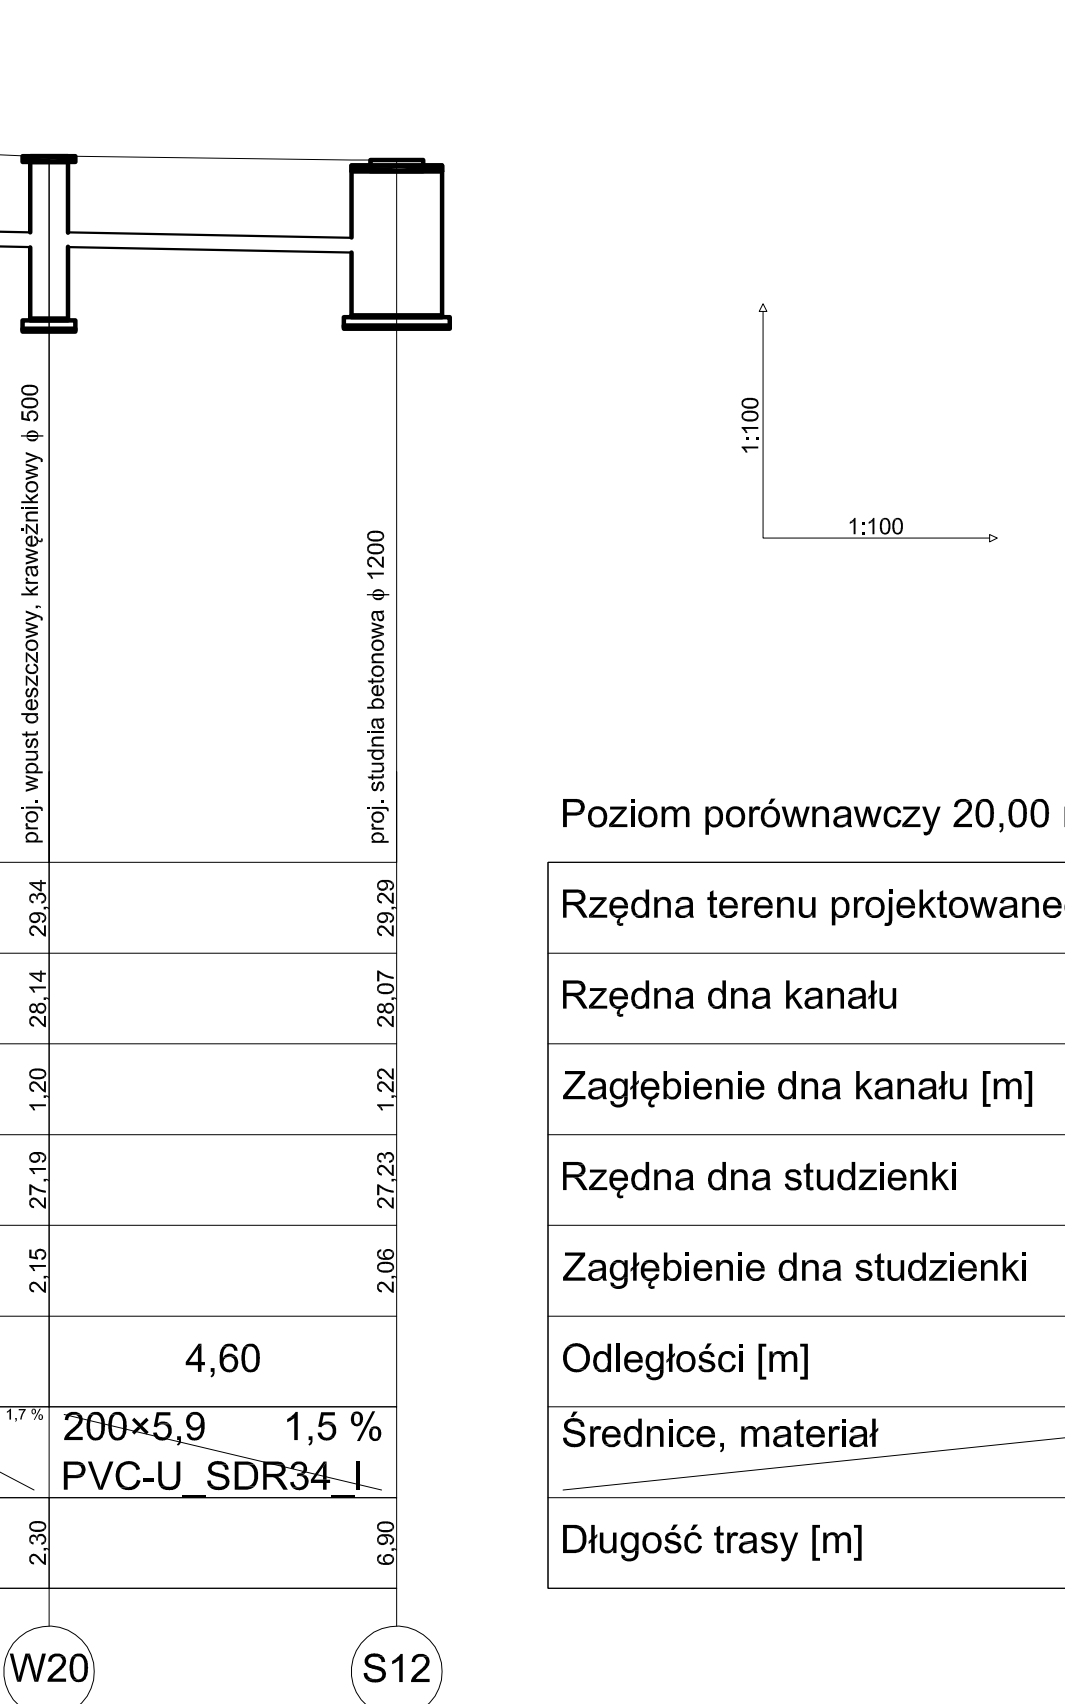 proj. wpust deszczowy, krawężnikowy ϕ 500
proj. studnia betonowa ϕ 1200
1:100
1:100
Poziom porównawczy 20,00
29,34
29,29
Rzędna terenu
28,14
28,07
Rzędna dna kanału
1,20
1,22
Zagłębienie dna kanału [m]
27,19
27,23
Rzędna dna studzienki
2,15
2,06
Zagłębienie dna studzienki
4,60
Odległości [m]
1,7 %
200×5,9 1,5 %
PVC-U_SDR34_I
Średnice, materiał
2,30
6,90
Długość trasy [m]
W20
S12